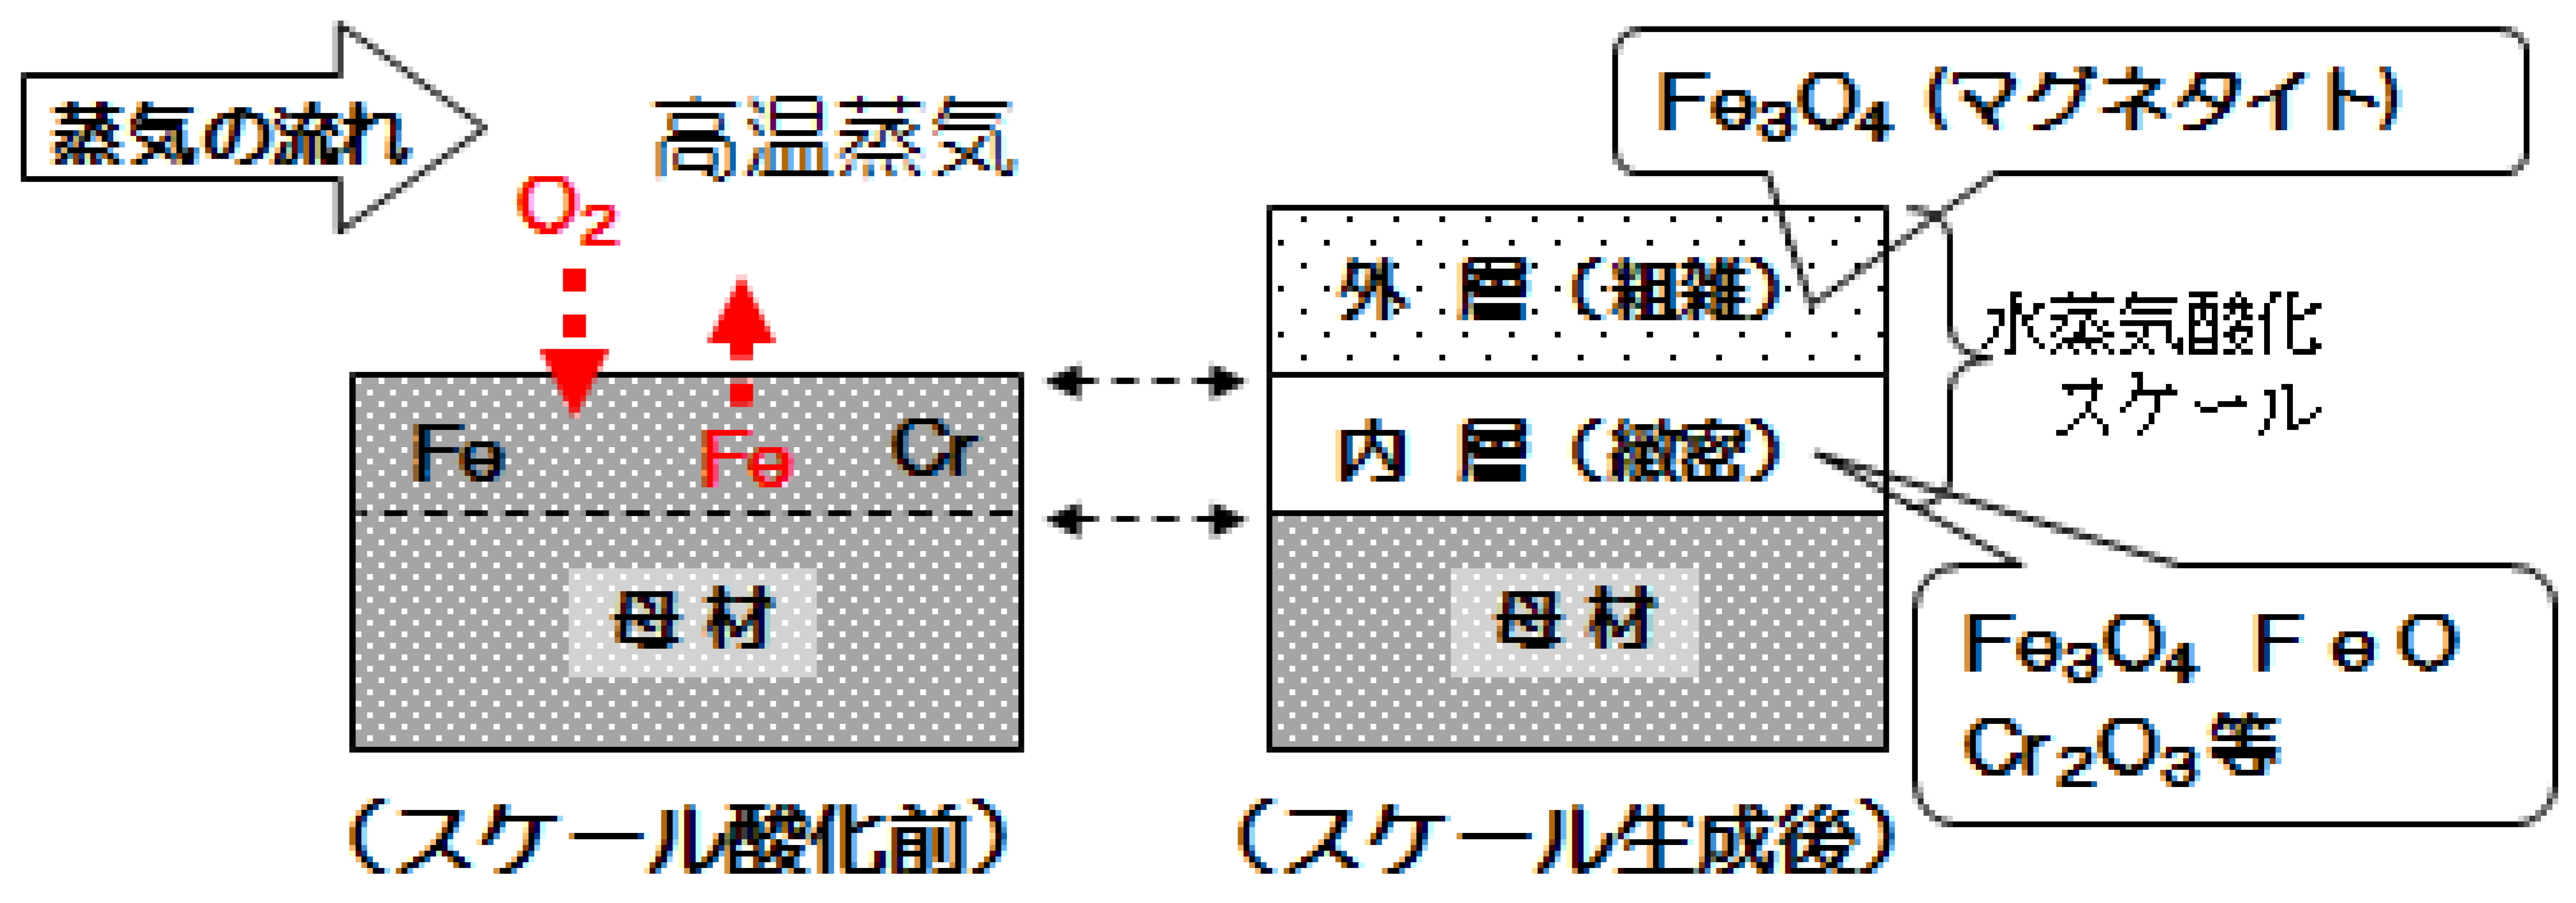 蒸気の流れ
高温蒸気
O₂
Fe
Fe
Cr
母材
(スケール酸化前)
Fe₃O₄ (マグネタイト)
外 層 (粗雑)
内 層 (緻密)
母材
水蒸気酸化
スケール
Fe₃O₄ FeO
Cr₂O₃等
(スケール生成後)